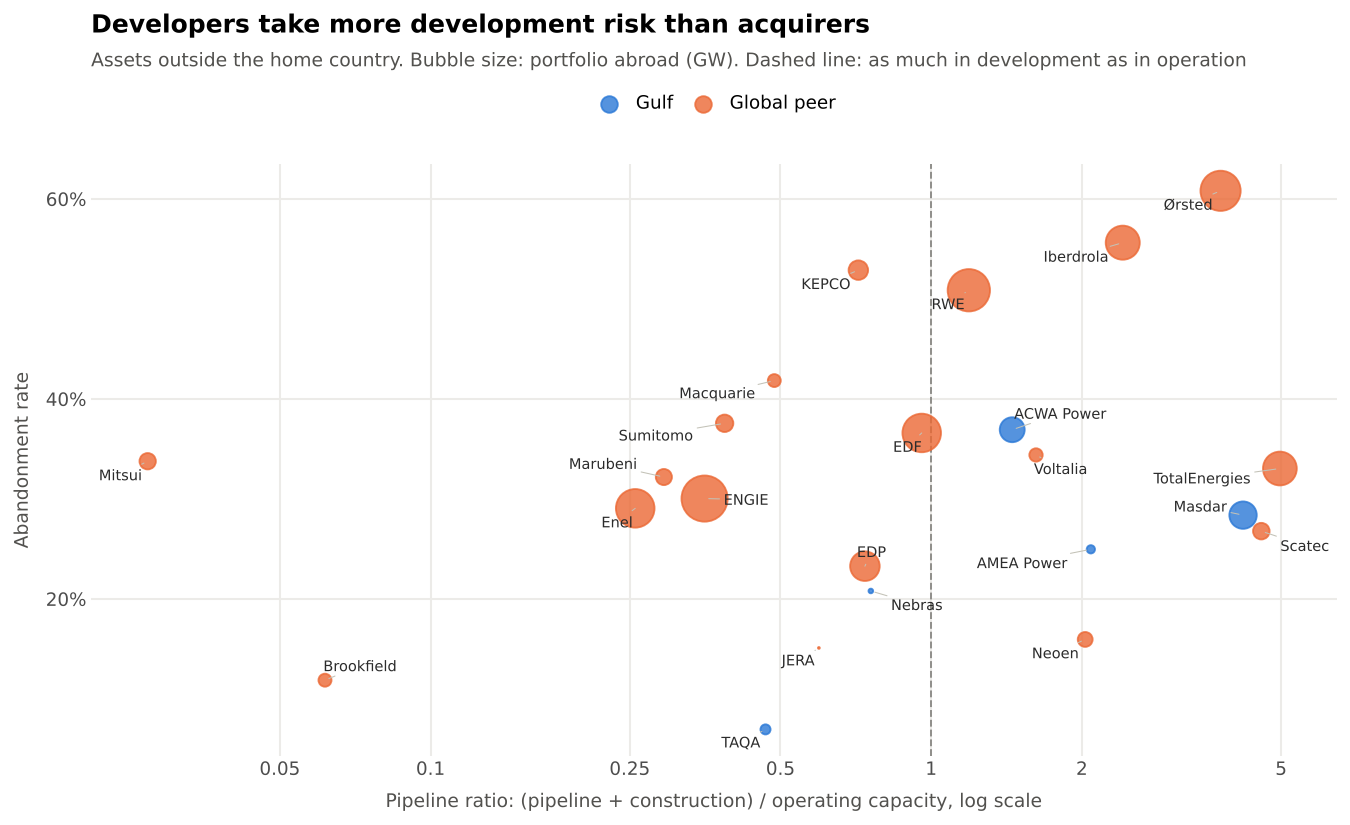 Developers take more development risk than acquirers
Assets outside the home country. Bubble size: portfolio abroad (GW). Dashed line: as much in development as in operation
Gulf
Global peer
60%
Ørsted
Iberdrola
KEPCO
RWE
Macquarie
40%
ACWA Power
Sumitomo
EDF
Marubeni
Voltalia
Mitsui
TotalEnergies
ENGIE
Masdar
Enel
Scatec
EDP
AMEA Power
20%
Nebras
Neoen
JERA
Brookfield
TAQA
Abandonment rate
0.05
0.1
0.25
0.5
1
2
5
Pipeline ratio: (pipeline + construction) / operating capacity, log scale